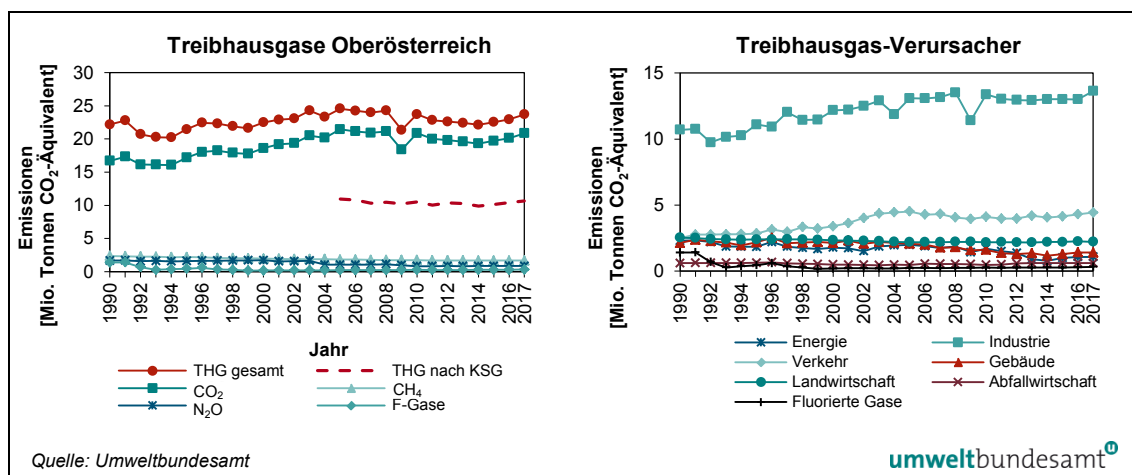 Treibhausgase Oberösterreich
Emissionen
[Mio. Tonnen CO₂-Äquivalent]
30
25
20
15
10
5
0
1990
1992
1994
1996
1998
2000
2002
2004
2006
2008
2010
2012
2014
2016
2017
Jahr
THG gesamt
THG nach KSG
CO₂
CH₄
N₂O
F-Gase
Treibhausgas-Verursacher
Emissionen
[Mio. Tonnen CO₂-Äquivalent]
15
10
5
0
1990
1992
1994
1996
1998
2000
2002
2004
2006
2008
2010
2012
2014
2016
2017
Energie
Industrie
Verkehr
Gebäude
Landwirtschaft
Abfallwirtschaft
Fluorierte Gase
Quelle: Umweltbundesamt
umweltbundesamt ᵘ